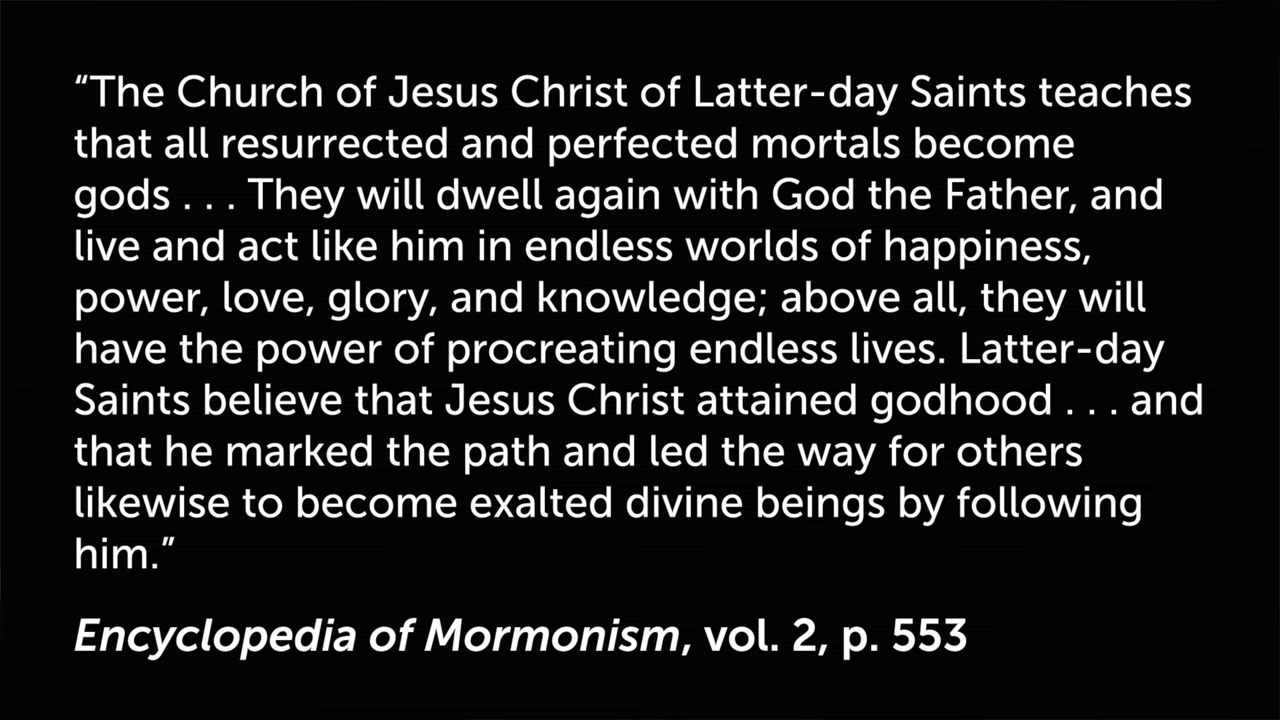 “The Church of Jesus Christ of Latter-day Saints teaches
that all resurrected and perfected mortals become
gods . . . They will dwell again with God the Father, and
live and act like him in endless worlds of happiness,
power, love, glory, and knowledge; above all, they will
have the power of procreating endless lives. Latter-day
Saints believe that Jesus Christ attained godhood . . . and
that he marked the path and led the way for others
likewise to become exalted divine beings by following
him.”
Encyclopedia of Mormonism, vol. 2, p. 553